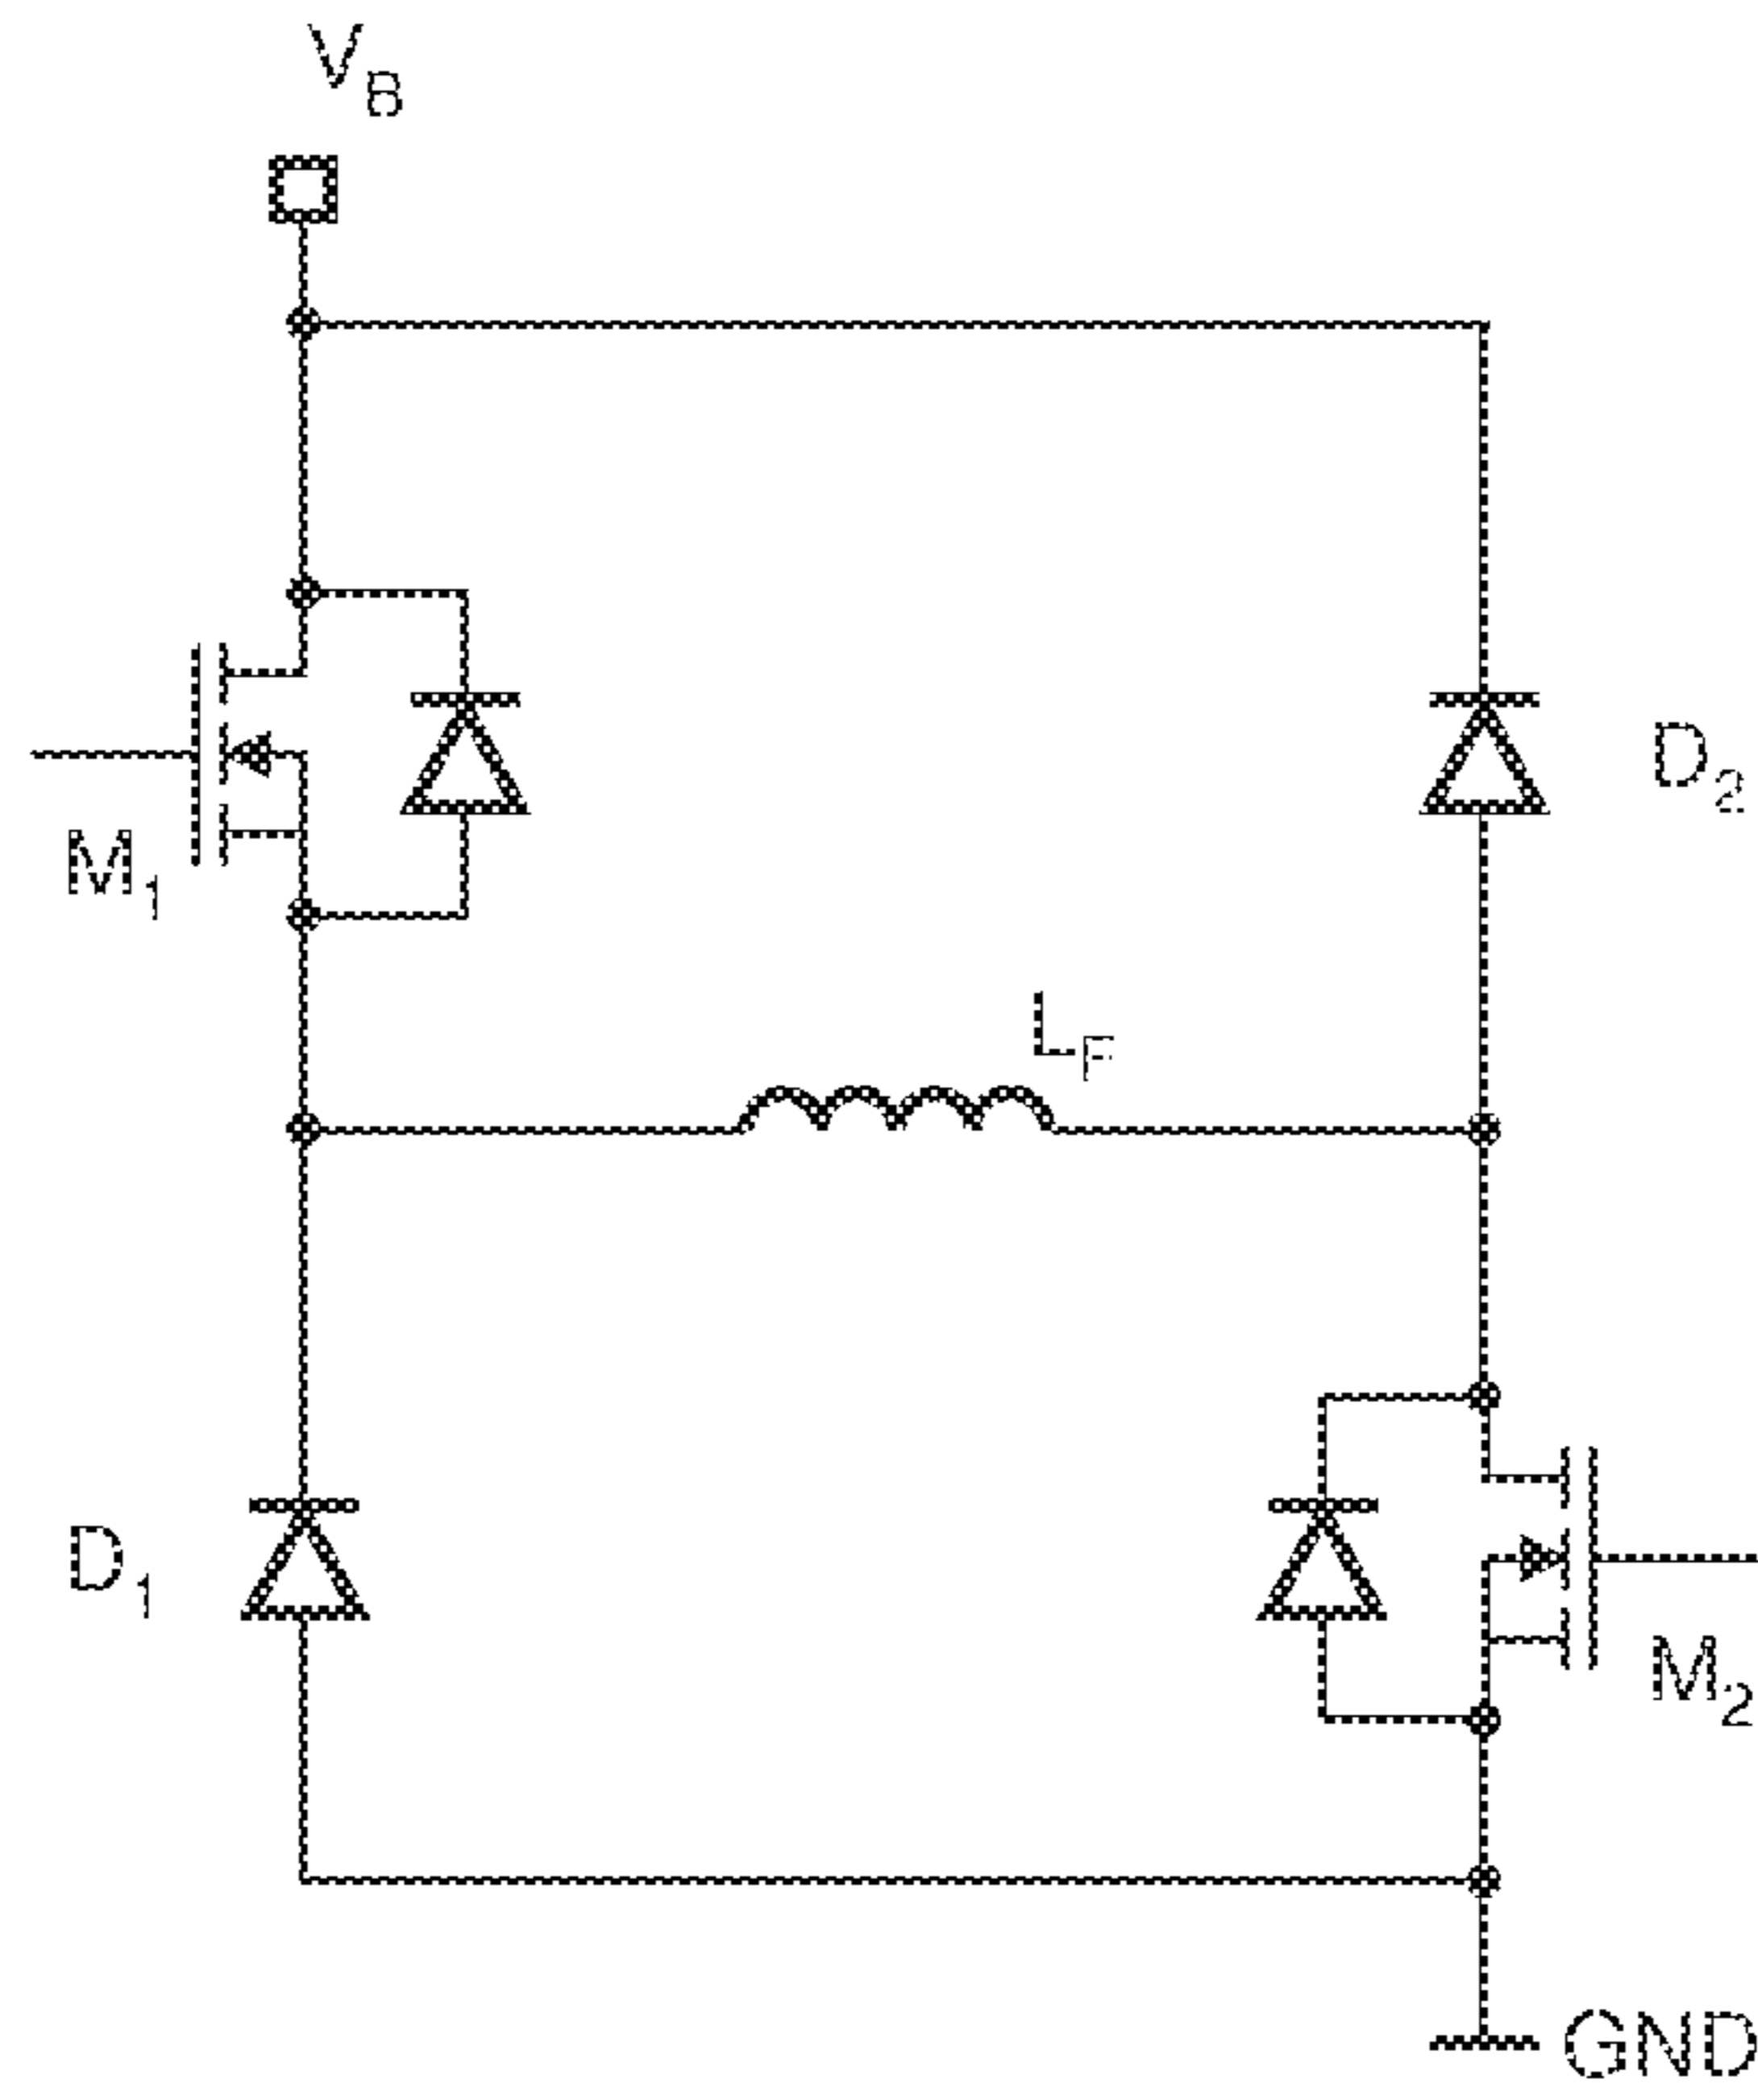 V_B
M_1
D_2
L_F
D_1
M_2
GND